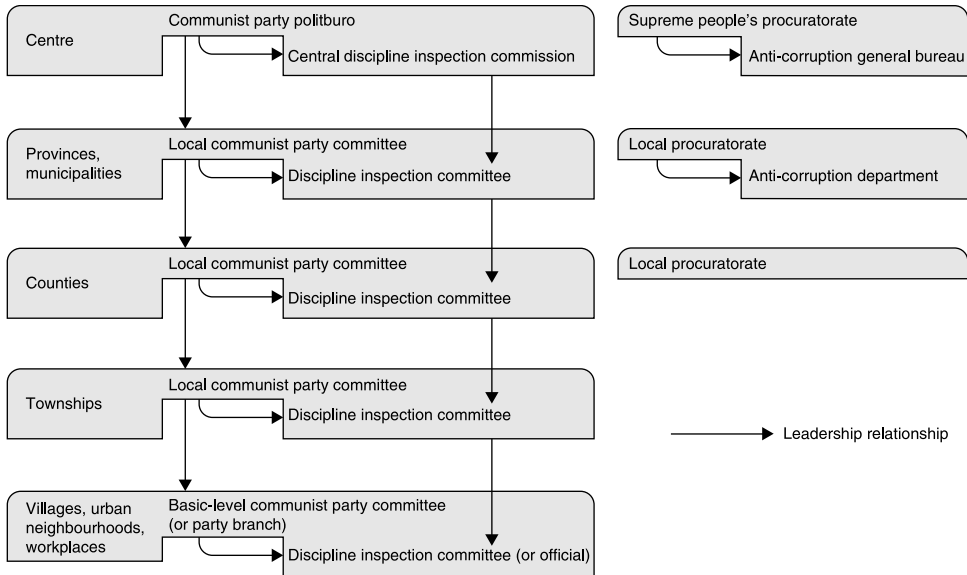 Centre
Communist party politburo
Central discipline inspection commission
Supreme people's procuratorate
Anti-corruption general bureau
Provinces,
municipalities
Local communist party committee
Discipline inspection committee
Local procuratorate
Anti-corruption department
Counties
Local communist party committee
Discipline inspection committee
Local procuratorate
Townships
Local communist party committee
Discipline inspection committee
Leadership relationship
Villages, urban
neighbourhoods,
workplaces
Basic-level communist party committee
(or party branch)
Discipline inspection committee (or official)